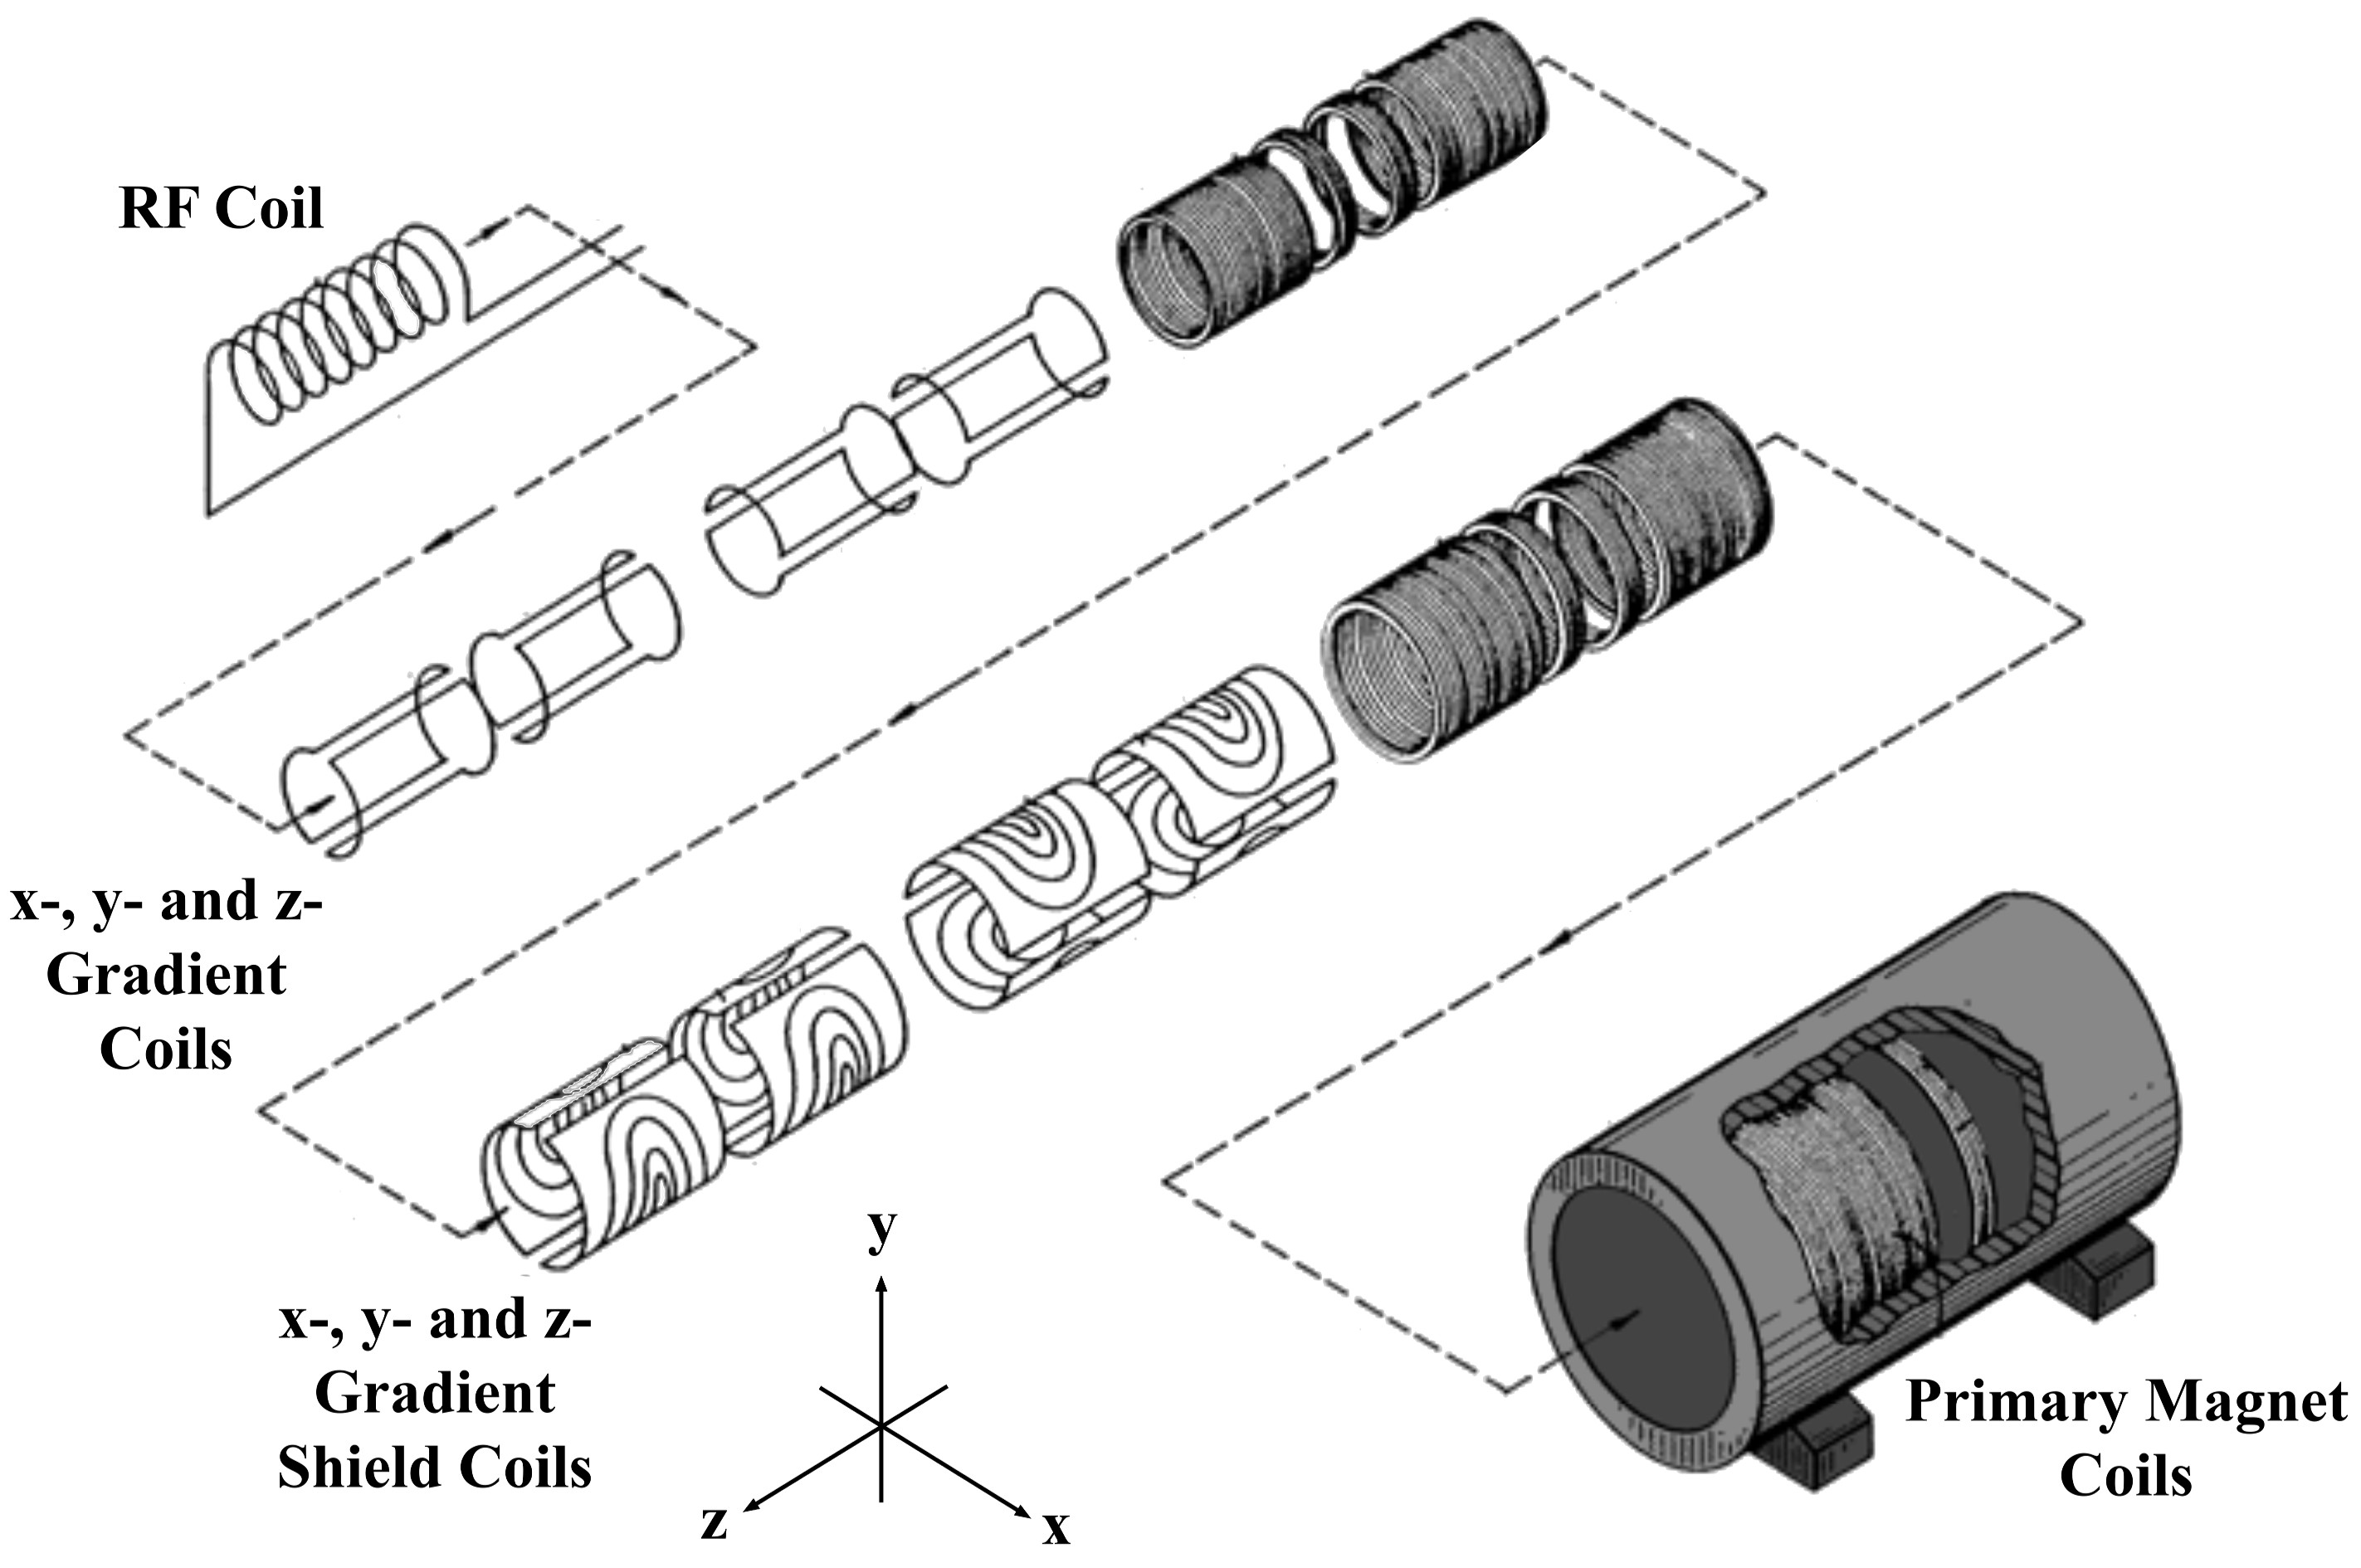 RF Coil
x-, y- and z-
Gradient
Coils
x-, y- and z-
Gradient
Shield Coils
y
z
x
Primary Magnet
Coils